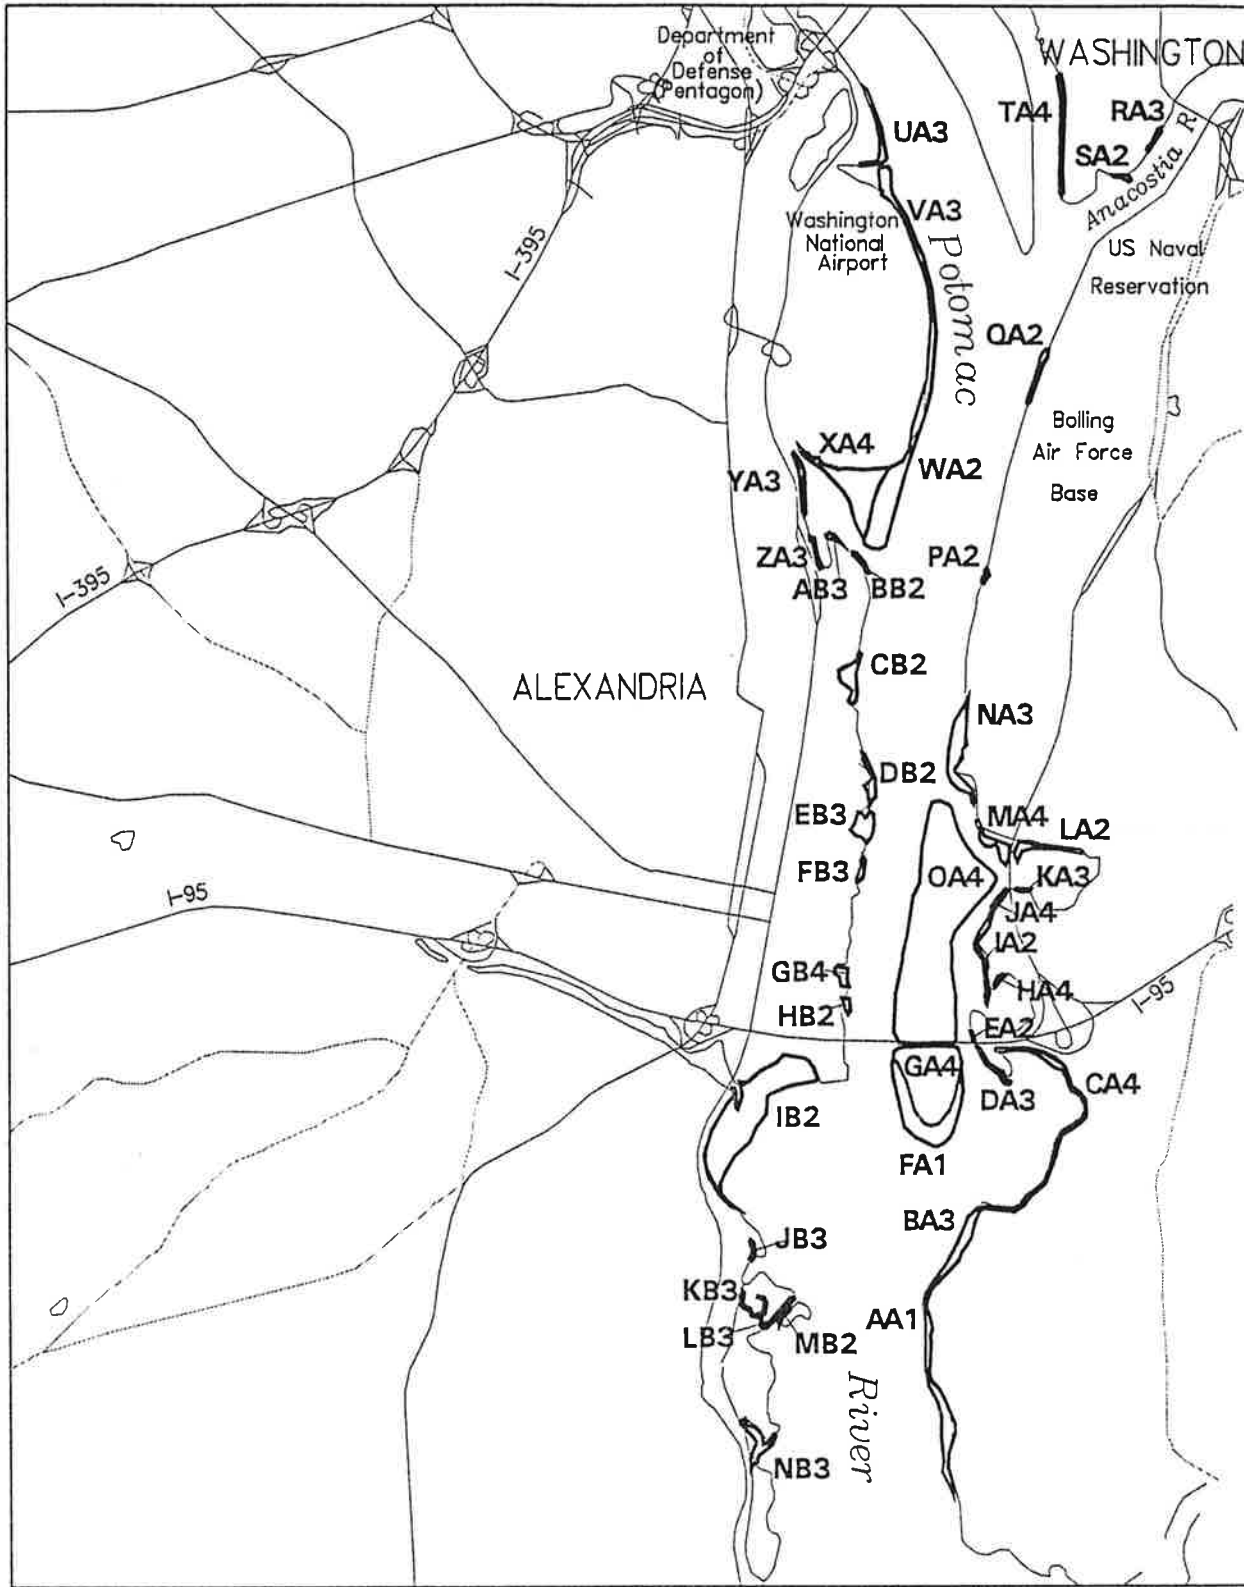 Department
of
Defense
(Pentagon)
WASHINGTON
TA4
RA3
UA3
SA2
Anacostia R
VA3
Washington
National
Airport
Potomac
US Naval
Reservation
I-395
QA2
Bolling
Air Force
Base
XA4
WA2
YA3
ZA3
PA2
AB3
BB2
I-395
CB2
ALEXANDRIA
NA3
DB2
EB3
MA4
LA2
FB3
OA4
KA3
I-95
JA4
IA2
GB4
HA4
I-95
HB2
EA2
GA4
CA4
DA3
IB2
FA1
BA3
JB3
KB3
AA1
LB3
MB2
River
NB3